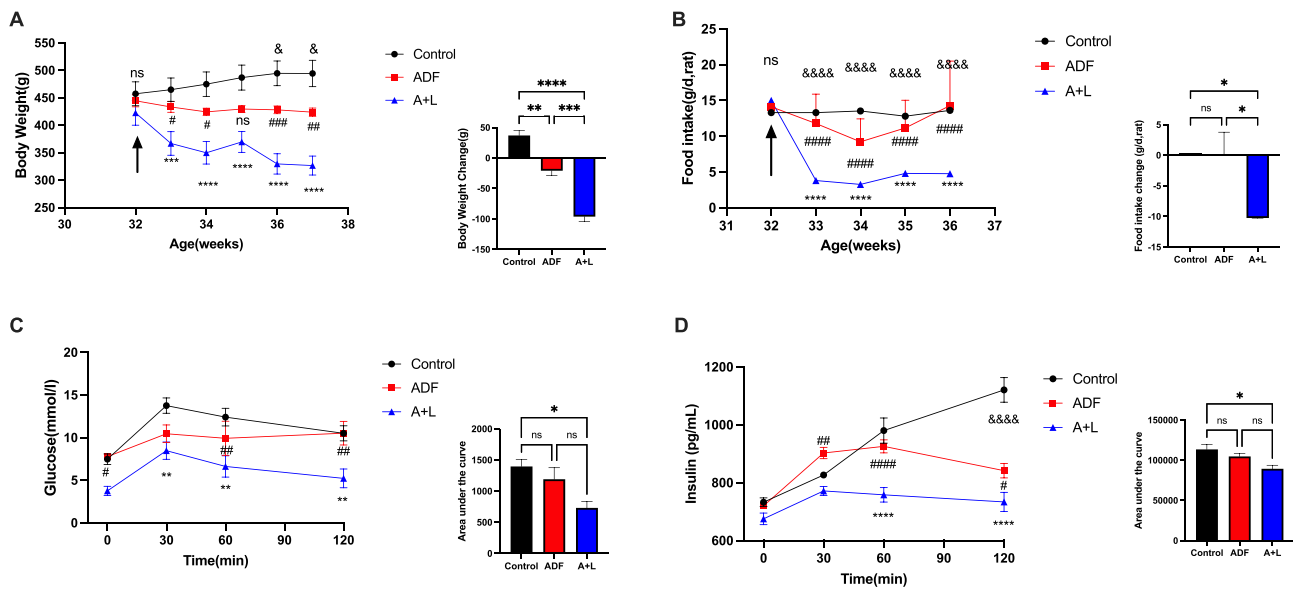 A
Body Weight(g)
550
500
450
400
350
300
250
30
32
34
36
38
Age(weeks)
ns
&
&
#
#
ns
###
##
***
****
****
****
****
Control
ADF
A+L
Body Weight Change(g)
50
0
-50
-100
-150
****
**
***
Control
ADF
A+L
B
Food intake(g/d,rat)
25
20
15
10
5
0
31
32
33
34
35
36
37
Age(weeks)
ns
&&&&
&&&&
&&&&
&&&&
####
####
####
####
****
****
****
****
Control
ADF
A+L
Food intake change (g/d,rat)
5
0
-5
-10
-15
*
ns
*
Control
ADF
A+L
C
Glucose(mmol/l)
20
15
10
5
0
0
30
60
90
120
Time(min)
#
##
##
**
**
**
Control
ADF
A+L
Area under the curve
2000
1500
1000
500
0
*
ns
ns
Control
ADF
A+L
D
Insulin (pg/mL)
1200
1000
800
600
0
30
60
90
120
Time(min)
##
####
&&&&
#
****
****
Control
ADF
A+L
Area under the curve
150000
100000
50000
0
*
ns
ns
Control
ADF
A+L